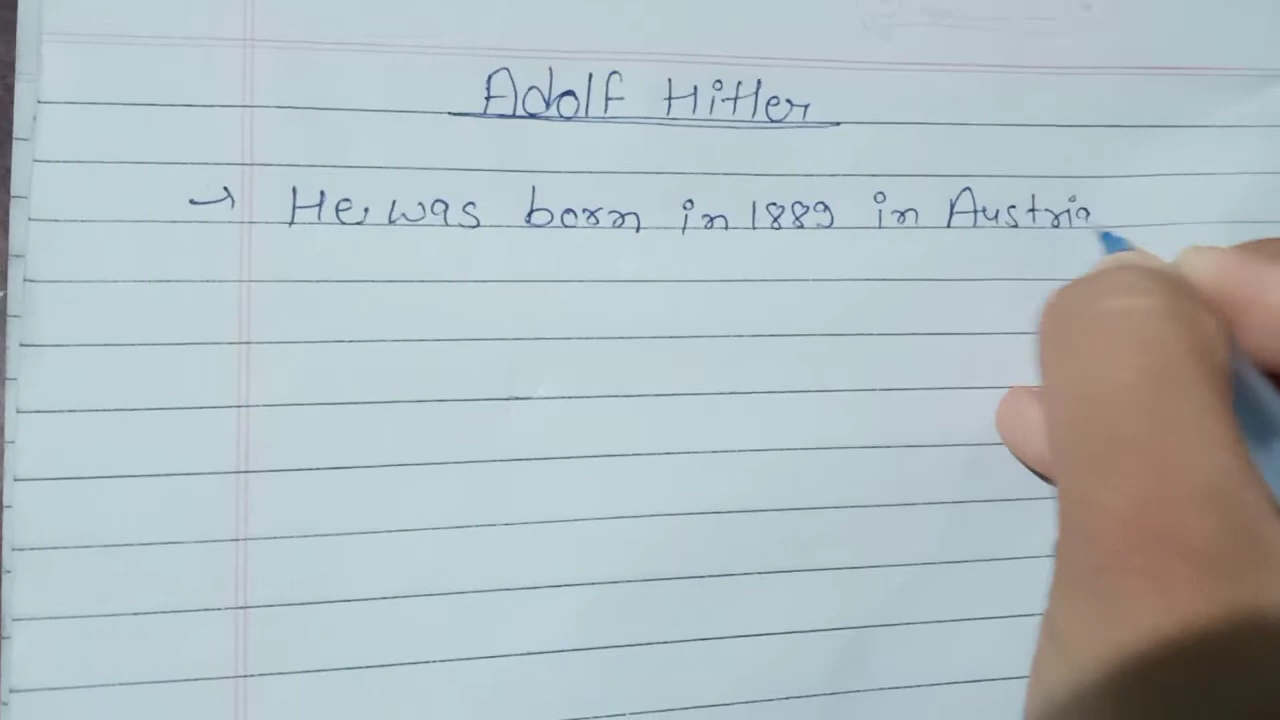 Adolf Hitler
→ He was born in 1889 in Austria